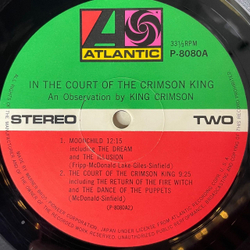 ATLANTIC
33⅓RPM
P-8080A
IN THE COURT OF THE CRIMSON KING
An Observation by KING CRIMSON
STEREO
TWO
1. MOONCHILD 12.15
including THE DREAM
and THE ILLUSION
(Fripp-McDonald-Lake-Giles-Sinfield)
2. THE COURT OF THE CRIMSON KING 9.25
including THE RETURN OF THE FIRE WITCH
and THE DANCE OF THE PUPPETS
(McDonald-Sinfield)
(P-8080A2)